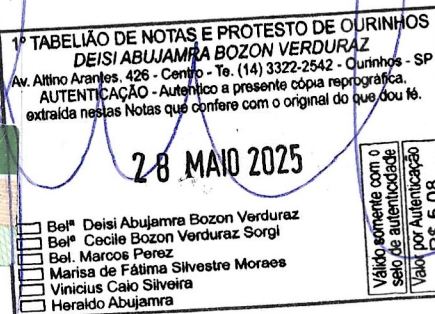 1º TABELIÃO DE NOTAS E PROTESTO DE OURINHOS
DEISI ABUJAMRA BOZON VERDURAZ
Av. Altino Arantes, 426 - Centro - Te. (14) 3322-2542 - Ourinhos - SP
AUTENTICAÇÃO - Autentico a presente cópia reprográfica,
extraída nestas Notas que confere com o original do que dou fé.
28 MAIO 2025
Belª Deisi Abujamra Bozon Verduraz
Belª Cecile Bozon Verduraz Sorgi
Bel. Marcos Perez
Marisa de Fátima Silvestre Moraes
Vinicius Caio Silveira
Heraldo Abujamra
Válido somente com o
selo de autenticidade
Valor por Autenticação
R$ 5,08